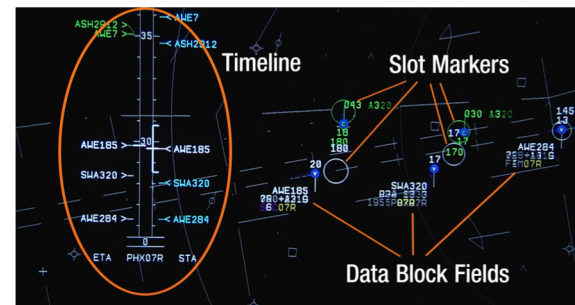 ASH2912
AWE7
35
AWE7
ASH2912
Timeline
Slot Markers
043 A320
18
180
180
030 A320
17
17
170
145
13
30
AWE185
AWE185
SWA320
SWA320
AWE284
AWE284
0
ETA PHX07R STA
20
AWE185
07R
17
SWA320
AWE284
07R
Data Block Fields